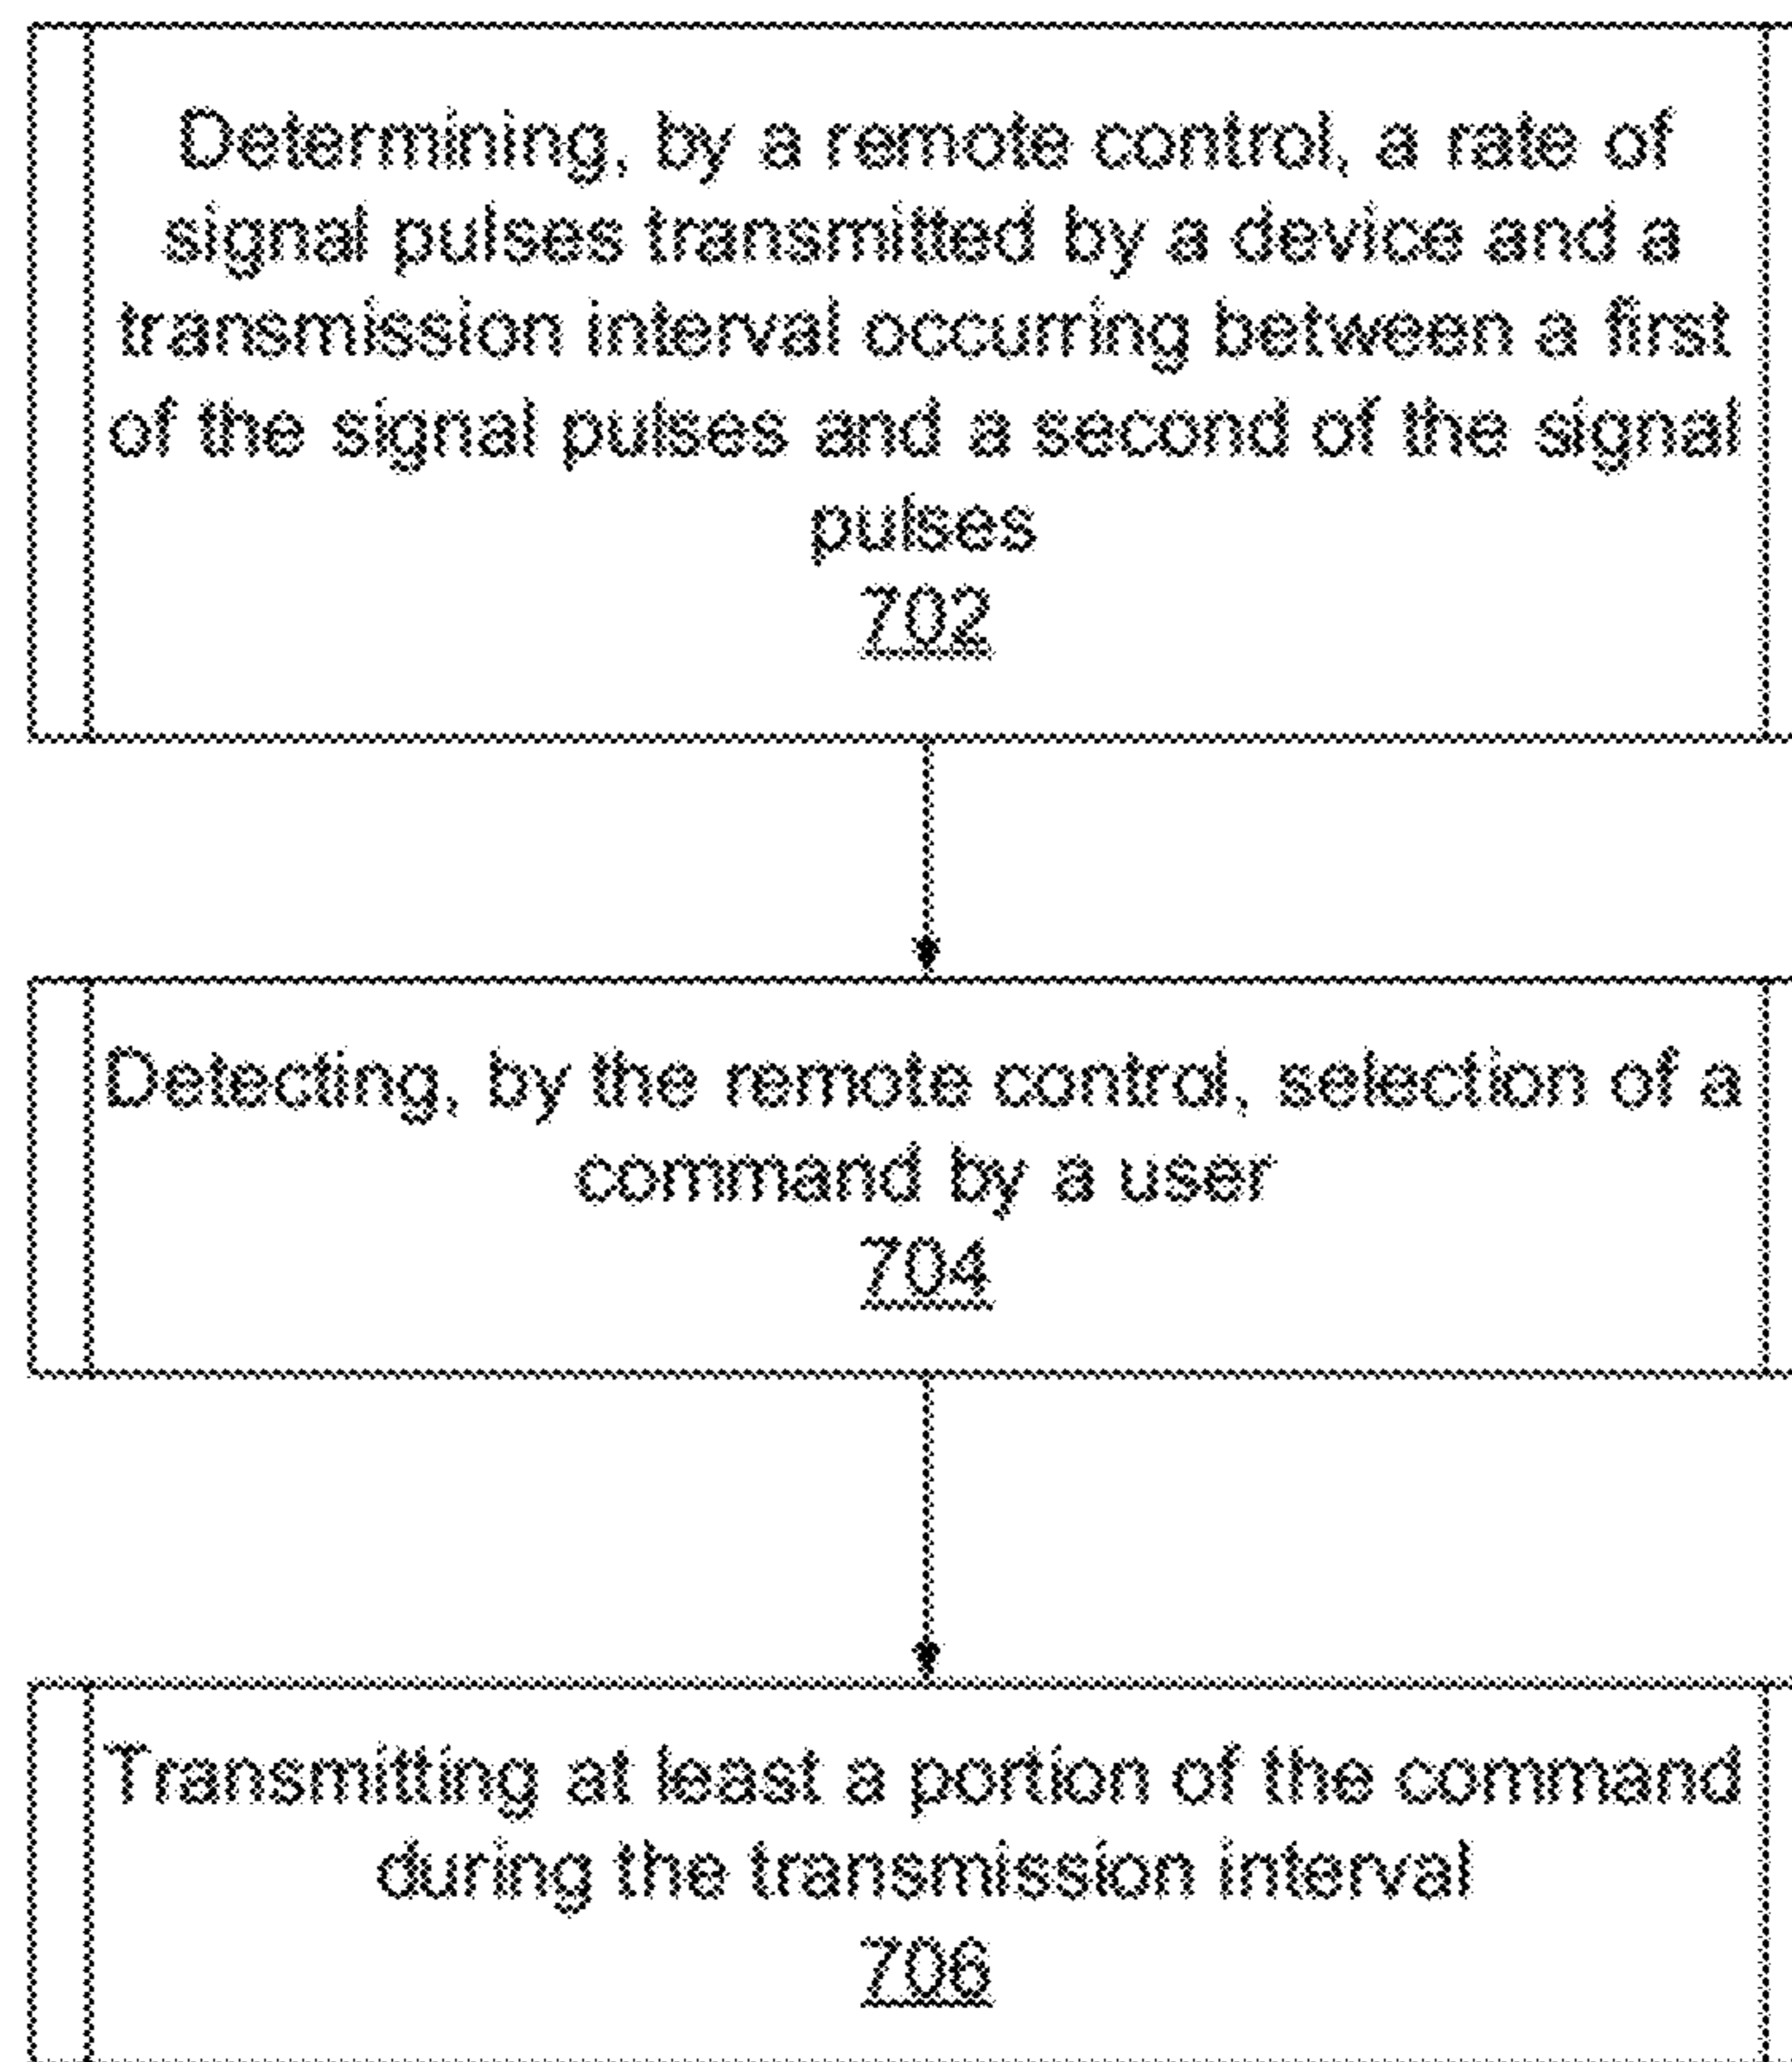 Determining, by a remote control, a rate of
signal pulses transmitted by a device and a
transmission interval occurring between a first
of the signal pulses and a second of the signal
pulses
702
Detecting, by the remote control, selection of a
command by a user
704
Transmitting at least a portion of the command
during the transmission interval
706